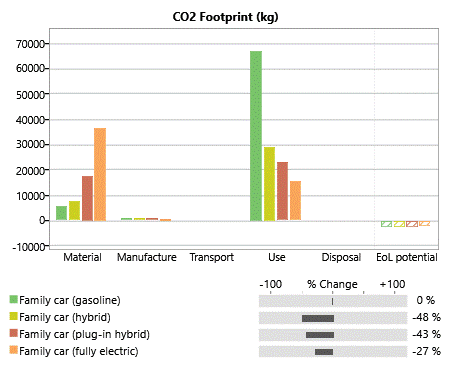 CO2 Footprint (kg)
70000
60000
50000
40000
30000
20000
10000
0
-10000
Material Manufacture Transport Use Disposal EoL potential
-100 % Change +100
Family car (gasoline) 0 %
Family car (hybrid) -48 %
Family car (plug-in hybrid) -43 %
Family car (fully electric) -27 %